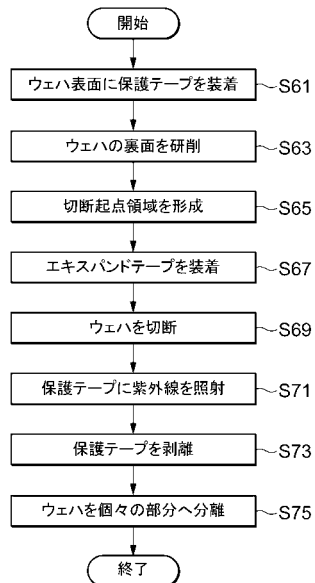 開始
ウェハ表面に保護テープを装着 S61
ウェハの裏面を研削 S63
切断起点領域を形成 S65
エキスパンドテープを装着 S67
ウェハを切断 S69
保護テープに紫外線を照射 S71
保護テープを剥離 S73
ウェハを個々の部分へ分離 S75
終了